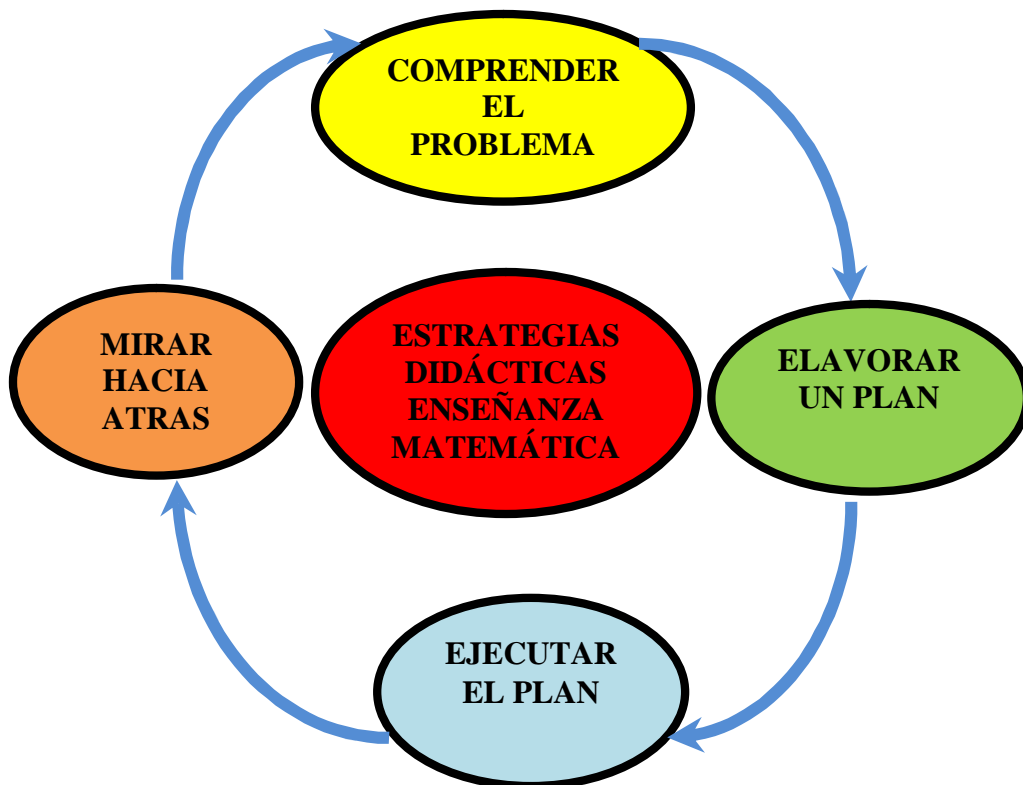 COMPRENDER
EL
PROBLEMA
ELAVORAR
UN PLAN
EJECUTAR
EL PLAN
MIRAR
HACIA
ATRAS
ESTRATEGIAS
DIDÁCTICAS
ENSEÑANZA
MATEMÁTICA